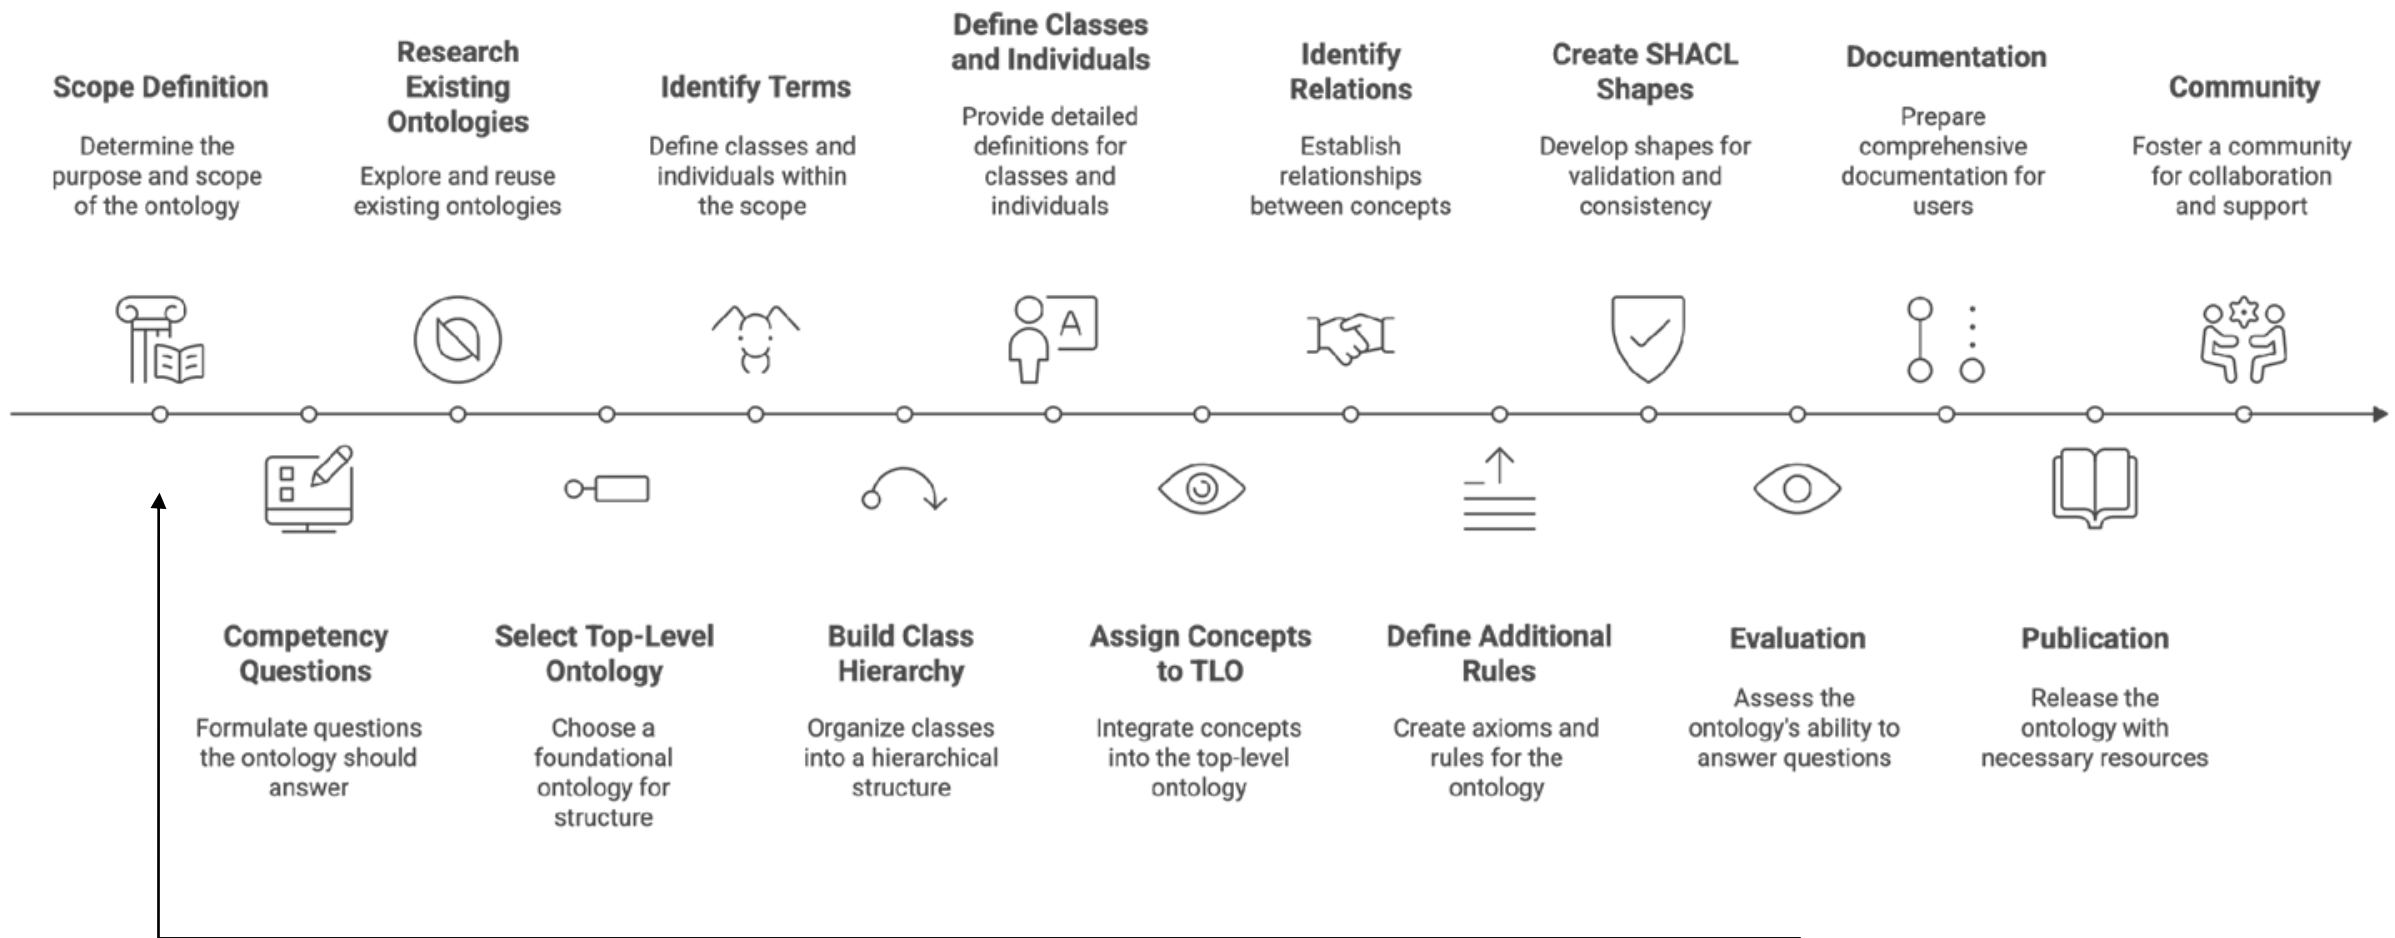 Scope Definition
Determine the
purpose and scope
of the ontology
Research
Existing
Ontologies
Explore and reuse
existing ontologies
Identify Terms
Define classes and
individuals within
the scope
Define Classes
and Individuals
Provide detailed
definitions for
classes and
individuals
Identify
Relations
Establish
relationships
between concepts
Create SHACL
Shapes
Develop shapes for
validation and
consistency
Documentation
Prepare
comprehensive
documentation for
users
Community
Foster a community
for collaboration
and support
A
Competency
Questions
Formulate questions
the ontology should
answer
Select Top-Level
Ontology
Choose a
foundational
ontology for
structure
Build Class
Hierarchy
Organize classes
into a hierarchical
structure
Assign Concepts
to TLO
Integrate concepts
into the top-level
ontology
Define Additional
Rules
Create axioms and
rules for the
ontology
Evaluation
Assess the
ontology's ability to
answer questions
Publication
Release the
ontology with
necessary resources